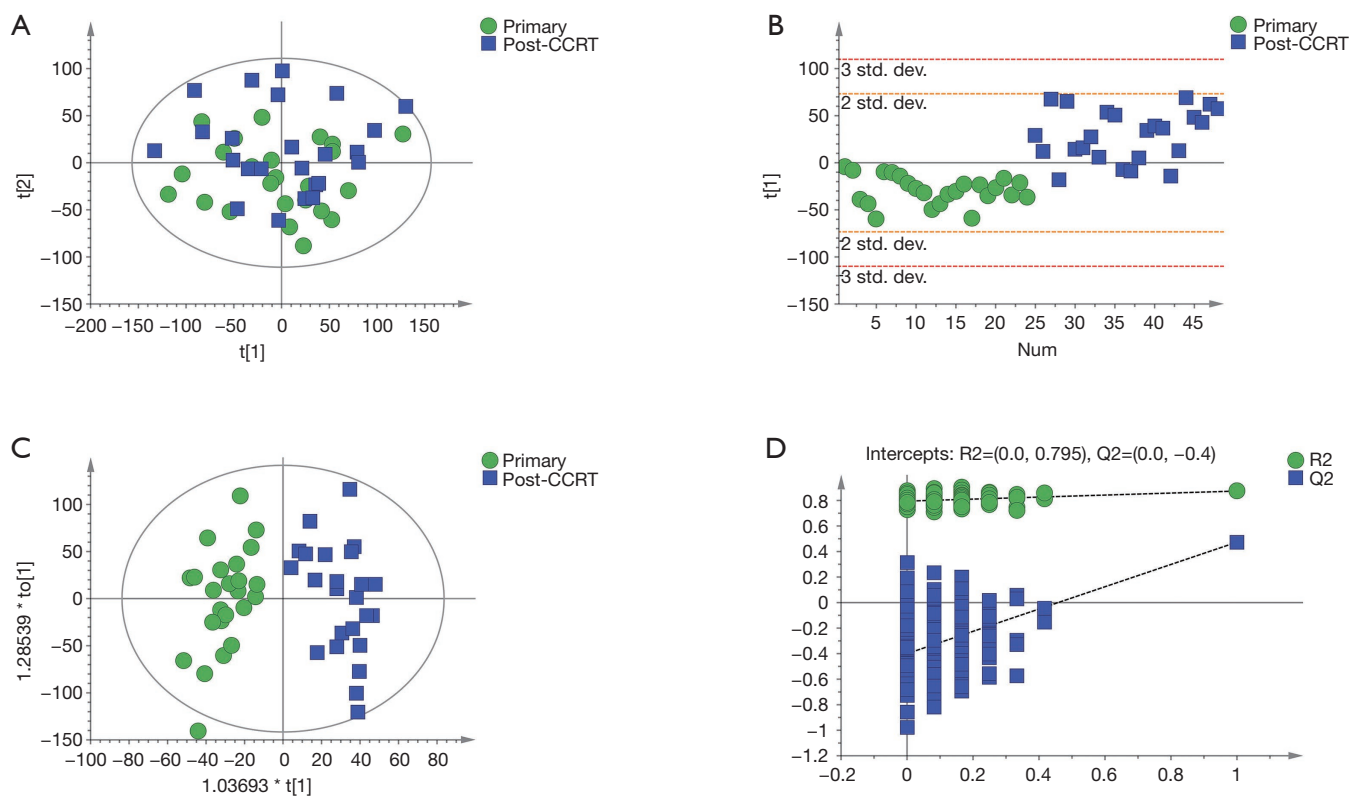 A
Primary
Post-CCRT
100
50
0
−50
−100
−150
t[2]
−200 −150 −100 −50 0 50 100 150
t[1]
B
Primary
Post-CCRT
3 std. dev.
2 std. dev.
100
50
0
−50
−100
−150
t[1]
2 std. dev.
3 std. dev.
5 10 15 20 25 30 35 40 45
Num
C
Primary
Post-CCRT
100
50
0
−50
−100
−150
1.28539 * to[1]
−100 −80 −60 −40 −20 0 20 40 60 80
1.03693 * t[1]
D
Intercepts: R2=(0.0, 0.795), Q2=(0.0, −0.4)
R2
Q2
0.8
0.6
0.4
0.2
0
−0.2
−0.4
−0.6
−0.8
−1
−1.2
−0.2 0 0.2 0.4 0.6 0.8 1